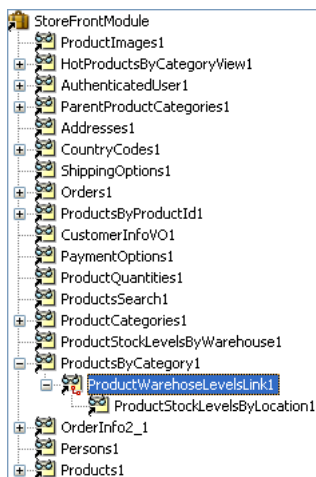 StoreFrontModule
ProductImages1
HotProductsByCategoryView1
AuthenticatedUser1
ParentProductCategories1
Addresses1
CountryCodes1
ShippingOptions1
Orders1
ProductsByProductId1
CustomerInfoVO1
PaymentOptions1
ProductQuantities1
ProductsSearch1
ProductCategories1
ProductStockLevelsByWarehouse1
ProductsByCategory1
ProductWarehoseLevelsLink1
ProductStockLevelsByLocation1
OrderInfo2_1
Persons1
Products1